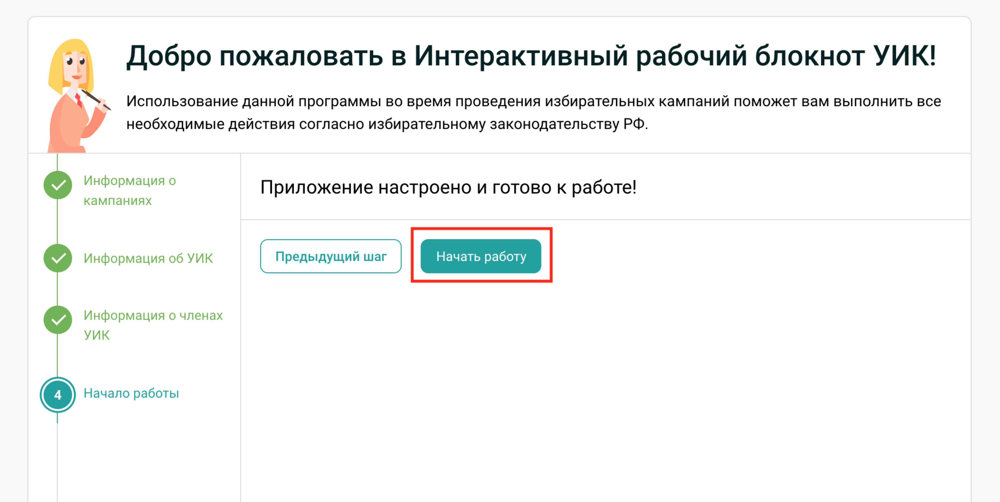 Добро пожаловать в Интерактивный рабочий блокнот УИК!
Использование данной программы во время проведения избирательных кампаний поможет вам выполнить все
необходимые действия согласно избирательному законодательству РФ.
Информация о
кампаниях
Информация об УИК
Информация о членах
УИК
4
Начало работы
Приложение настроено и готово к работе!
Предыдущий шаг
Начать работу